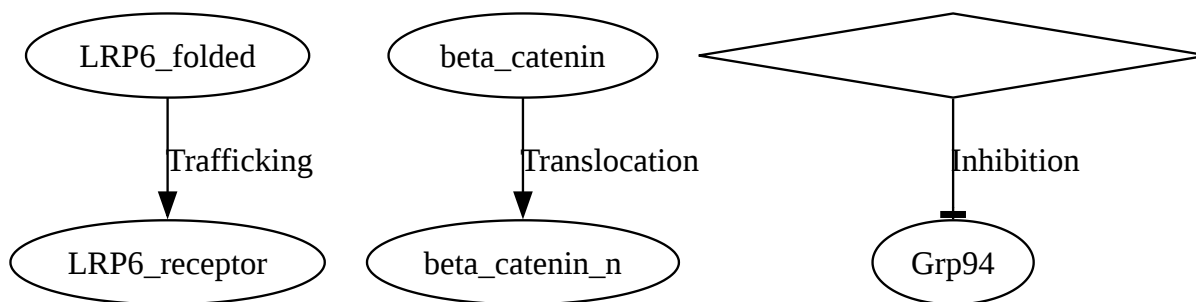 LRP6_folded
beta_catenin
Trafficking
Translocation
Inhibition
LRP6_receptor
beta_catenin_n
Grp94